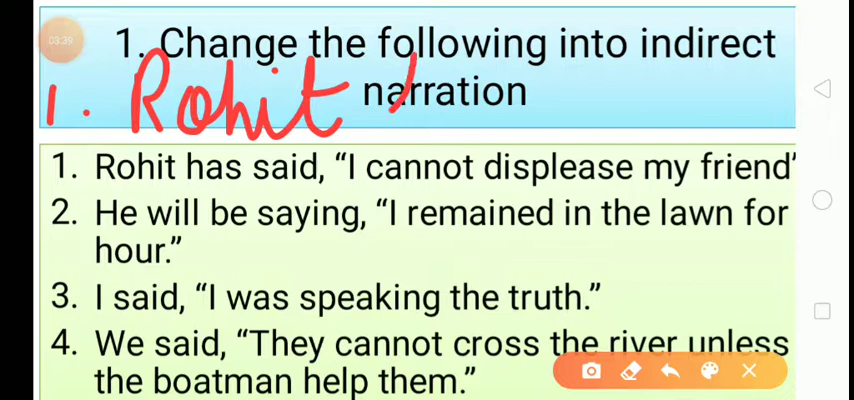 03:39
1. Change the following into indirect
narration
1. Rohit
1. Rohit has said, “I cannot displease my friend”
2. He will be saying, “I remained in the lawn for
hour.”
3. I said, “I was speaking the truth.”
4. We said, “They cannot cross the river unless
the boatman help them.”